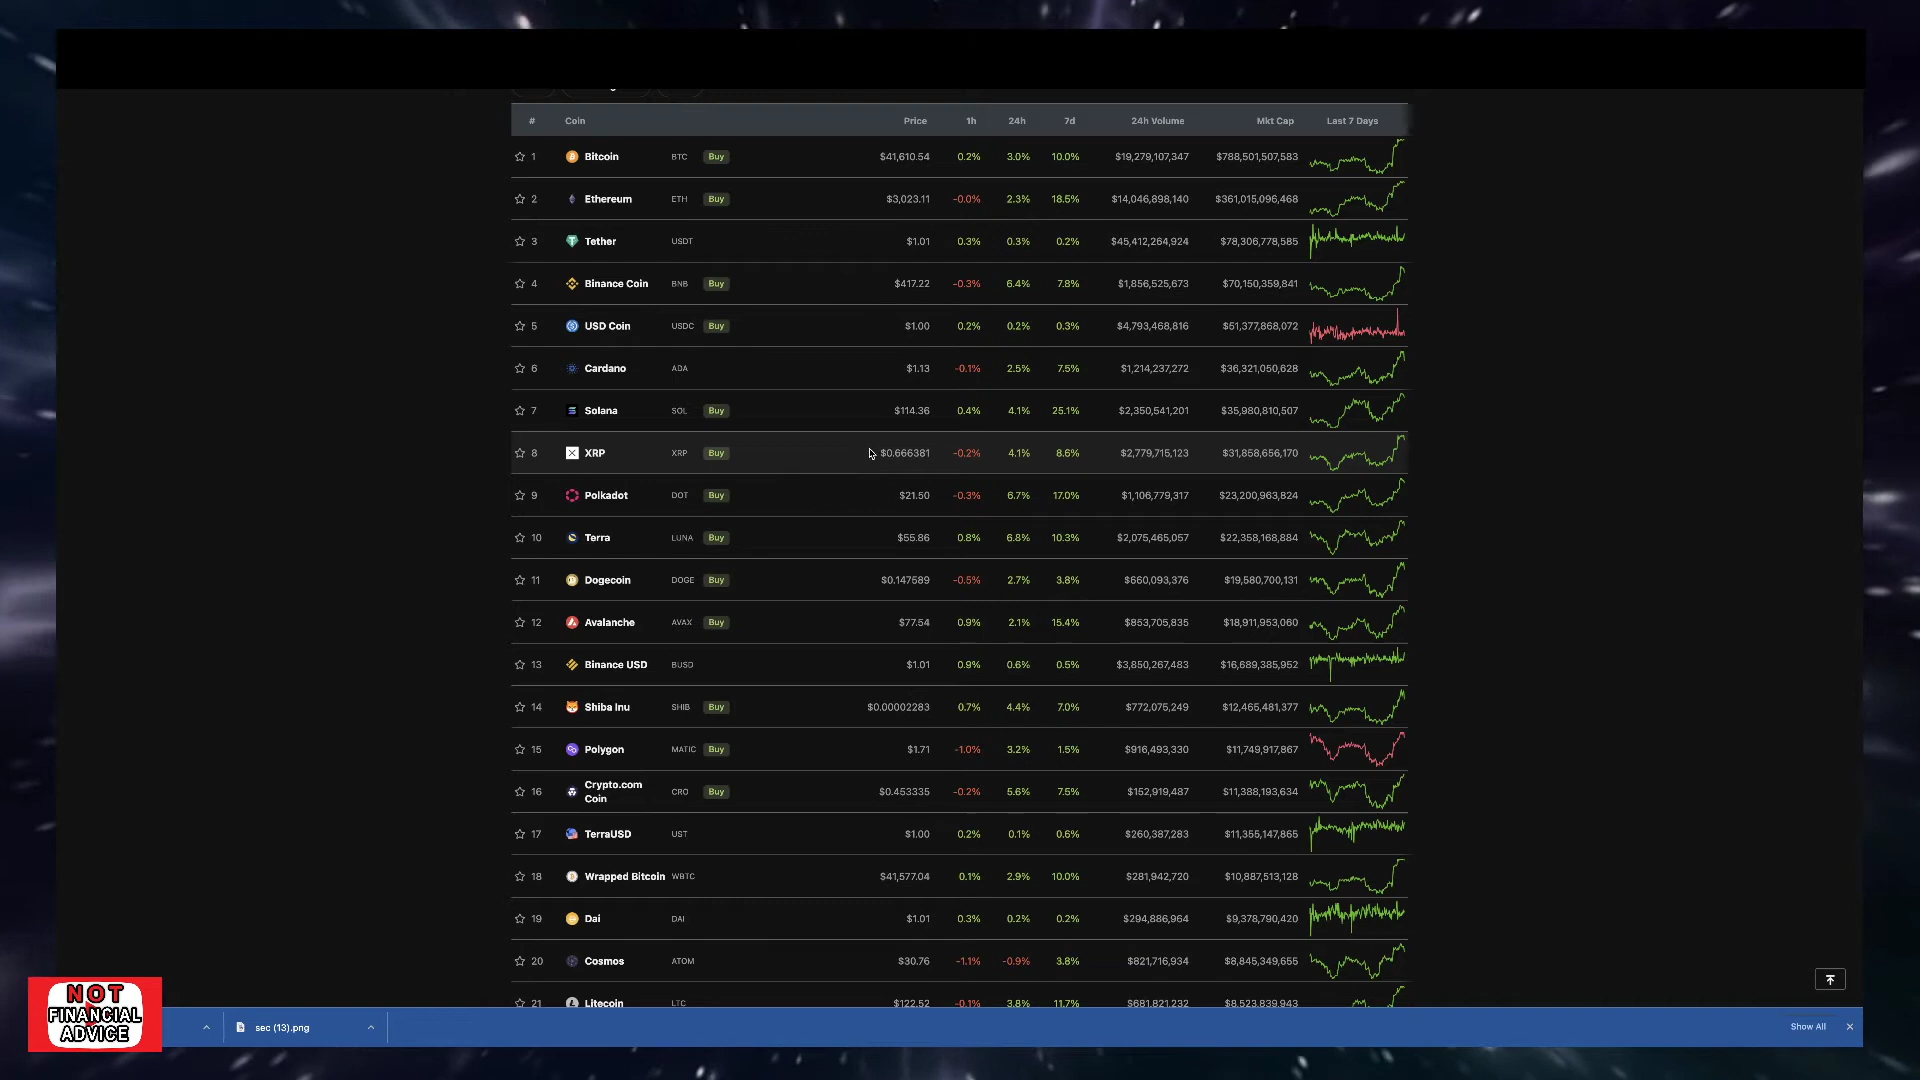 # Coin Price 1h 24h 7d 24h Volume Mkt Cap Last 7 Days
1 Bitcoin BTC Buy $41,610.54 0.2% 3.0% 10.0% $19,279,107,347 $788,501,507,583
2 Ethereum ETH Buy $3,023.11 -0.0% 2.3% 18.5% $14,046,898,140 $361,015,096,468
3 Tether USDT $1.01 0.3% 0.3% 0.2% $45,412,264,924 $78,306,778,585
4 Binance Coin BNB Buy $417.22 -0.3% 6.4% 7.8% $1,856,525,673 $70,150,359,841
5 USD Coin USDC Buy $1.00 0.2% 0.2% 0.3% $4,793,468,816 $51,377,868,072
6 Cardano ADA $1.13 -0.1% 2.5% 7.5% $1,214,237,272 $36,321,050,628
7 Solana SOL Buy $114.36 0.4% 4.1% 25.1% $2,350,541,201 $35,980,810,507
8 XRP XRP Buy $0.666381 -0.2% 4.1% 8.6% $2,779,715,123 $31,858,656,170
9 Polkadot DOT Buy $21.50 -0.3% 6.7% 17.0% $1,106,779,317 $23,200,963,824
10 Terra LUNA Buy $55.86 0.8% 6.8% 10.3% $2,075,465,057 $22,358,168,884
11 Dogecoin DOGE Buy $0.147589 -0.5% 2.7% 3.8% $660,093,376 $19,580,700,131
12 Avalanche AVAX Buy $77.54 0.9% 2.1% 15.4% $853,705,835 $18,911,953,060
13 Binance USD BUSD $1.01 0.9% 0.6% 0.5% $3,850,267,483 $16,689,385,952
14 Shiba Inu SHIB Buy $0.00002283 0.7% 4.4% 7.0% $772,075,249 $12,465,481,377
15 Polygon MATIC Buy $1.71 -1.0% 3.2% 1.5% $916,493,330 $11,749,917,867
16 Crypto.com Coin CRO Buy $0.453335 -0.2% 5.6% 7.5% $152,919,487 $11,388,193,634
17 TerraUSD UST $1.00 0.2% 0.1% 0.6% $260,387,283 $11,355,147,865
18 Wrapped Bitcoin WBTC $41,577.04 0.1% 2.9% 10.0% $281,942,720 $10,887,513,128
19 Dai DAI $1.01 0.3% 0.2% 0.2% $294,886,964 $9,378,790,420
20 Cosmos ATOM $30.76 -1.1% -0.9% 3.8% $821,716,934 $8,845,349,655
21 Litecoin LTC $122.52 -0.1% 3.8% 11.7% $681,821,232 $8,523,839,943
NOT
FINANCIAL
ADVICE
sec (13).png
Show All